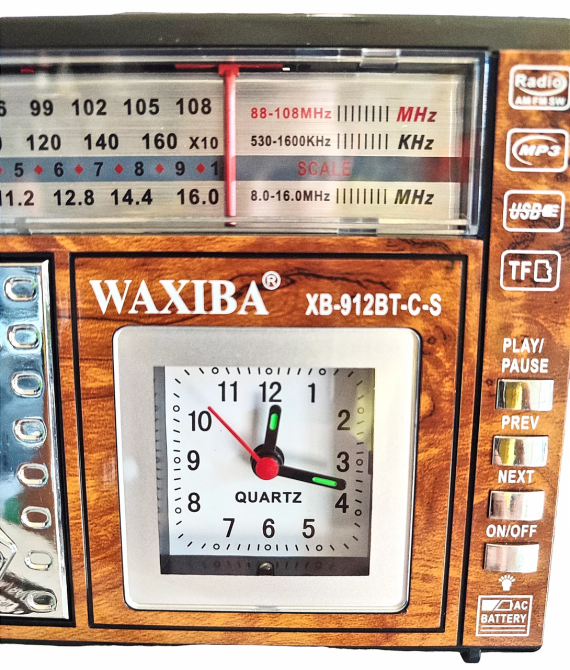 99 102 105 108 88-108MHz MHz
120 140 160 X10 530-1600KHz KHz
5 6 7 8 9 1 SCALE
11.2 12.8 14.4 16.0 8.0-16.0MHz MHz
WAXIBA®
XB-912BT-C-S
11 12 1
10 2
9 3
QUARTZ
8 4
7 6 5
Radio
AM FM SW
MP3
USB
TF
PLAY/
PAUSE
PREV
NEXT
ON/OFF
AC
BATTERY